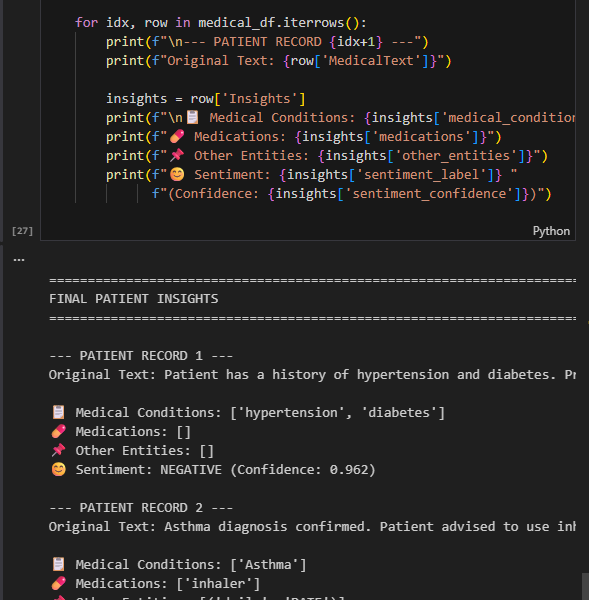 for idx, row in medical_df.iterrows():
print(f"\n--- PATIENT RECORD {idx+1} ---")
print(f"Original Text: {row['MedicalText']}")
insights = row['Insights']
print(f"\n📋 Medical Conditions: {insights['medical_condition
print(f"💊 Medications: {insights['medications']}")
print(f"📌 Other Entities: {insights['other_entities']}")
print(f"😊 Sentiment: {insights['sentiment_label']} "
f"(Confidence: {insights['sentiment_confidence']})")
[27]
Python
...
======================================================================
FINAL PATIENT INSIGHTS
======================================================================
--- PATIENT RECORD 1 ---
Original Text: Patient has a history of hypertension and diabetes. Pr
📋 Medical Conditions: ['hypertension', 'diabetes']
💊 Medications: []
📌 Other Entities: []
😊 Sentiment: NEGATIVE (Confidence: 0.962)
--- PATIENT RECORD 2 ---
Original Text: Asthma diagnosis confirmed. Patient advised to use inh
📋 Medical Conditions: ['Asthma']
💊 Medications: ['inhaler']